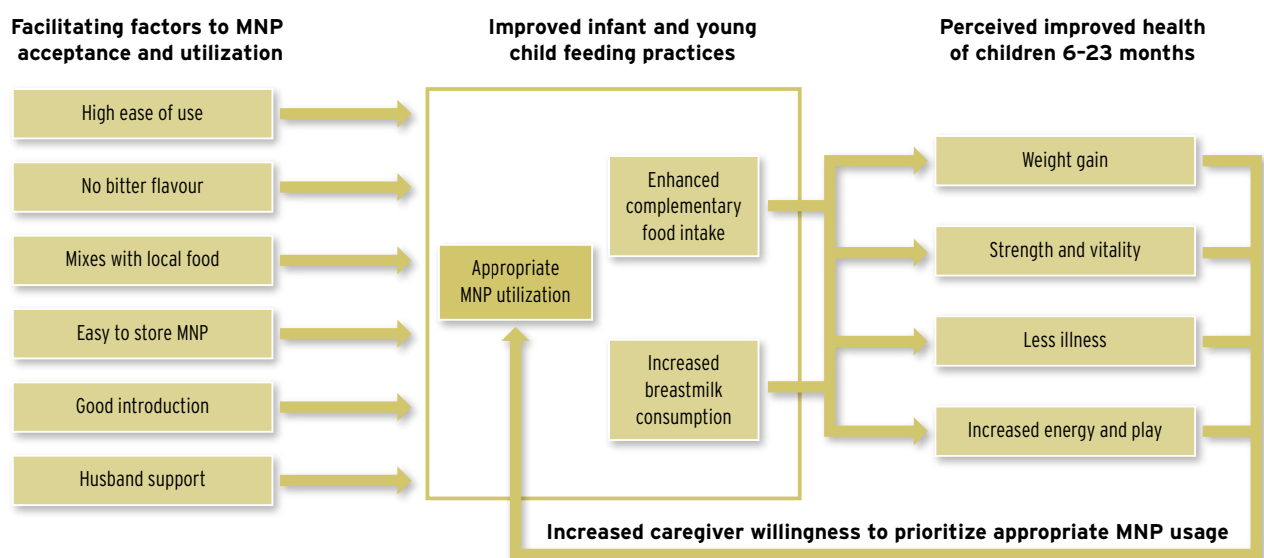 Facilitating factors to MNP
acceptance and utilization
Improved infant and young
child feeding practices
Perceived improved health
of children 6–23 months
High ease of use
No bitter flavour
Mixes with local food
Easy to store MNP
Good introduction
Husband support
Appropriate
MNP utilization
Enhanced
complementary
food intake
Increased
breastmilk
consumption
Weight gain
Strength and vitality
Less illness
Increased energy and play
Increased caregiver willingness to prioritize appropriate MNP usage